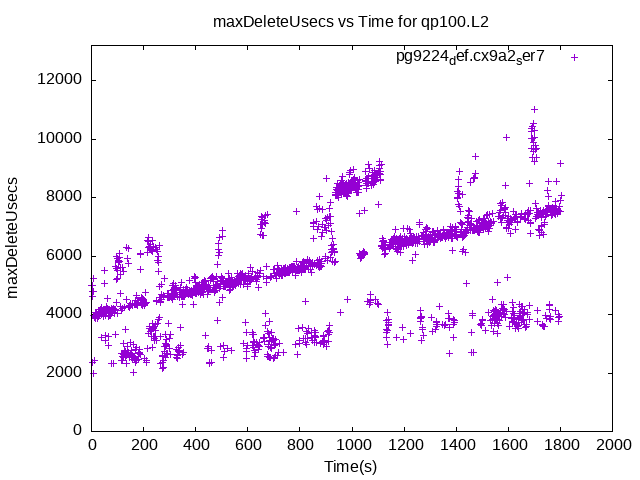 maxDeleteUsecs vs Time for qp100.L2
pg9224def.cx9a2ser7
12000
10000
8000
6000
4000
2000
0
maxDeleteUsecs
0 200 400 600 800 1000 1200 1400 1600 1800 2000
Time(s)